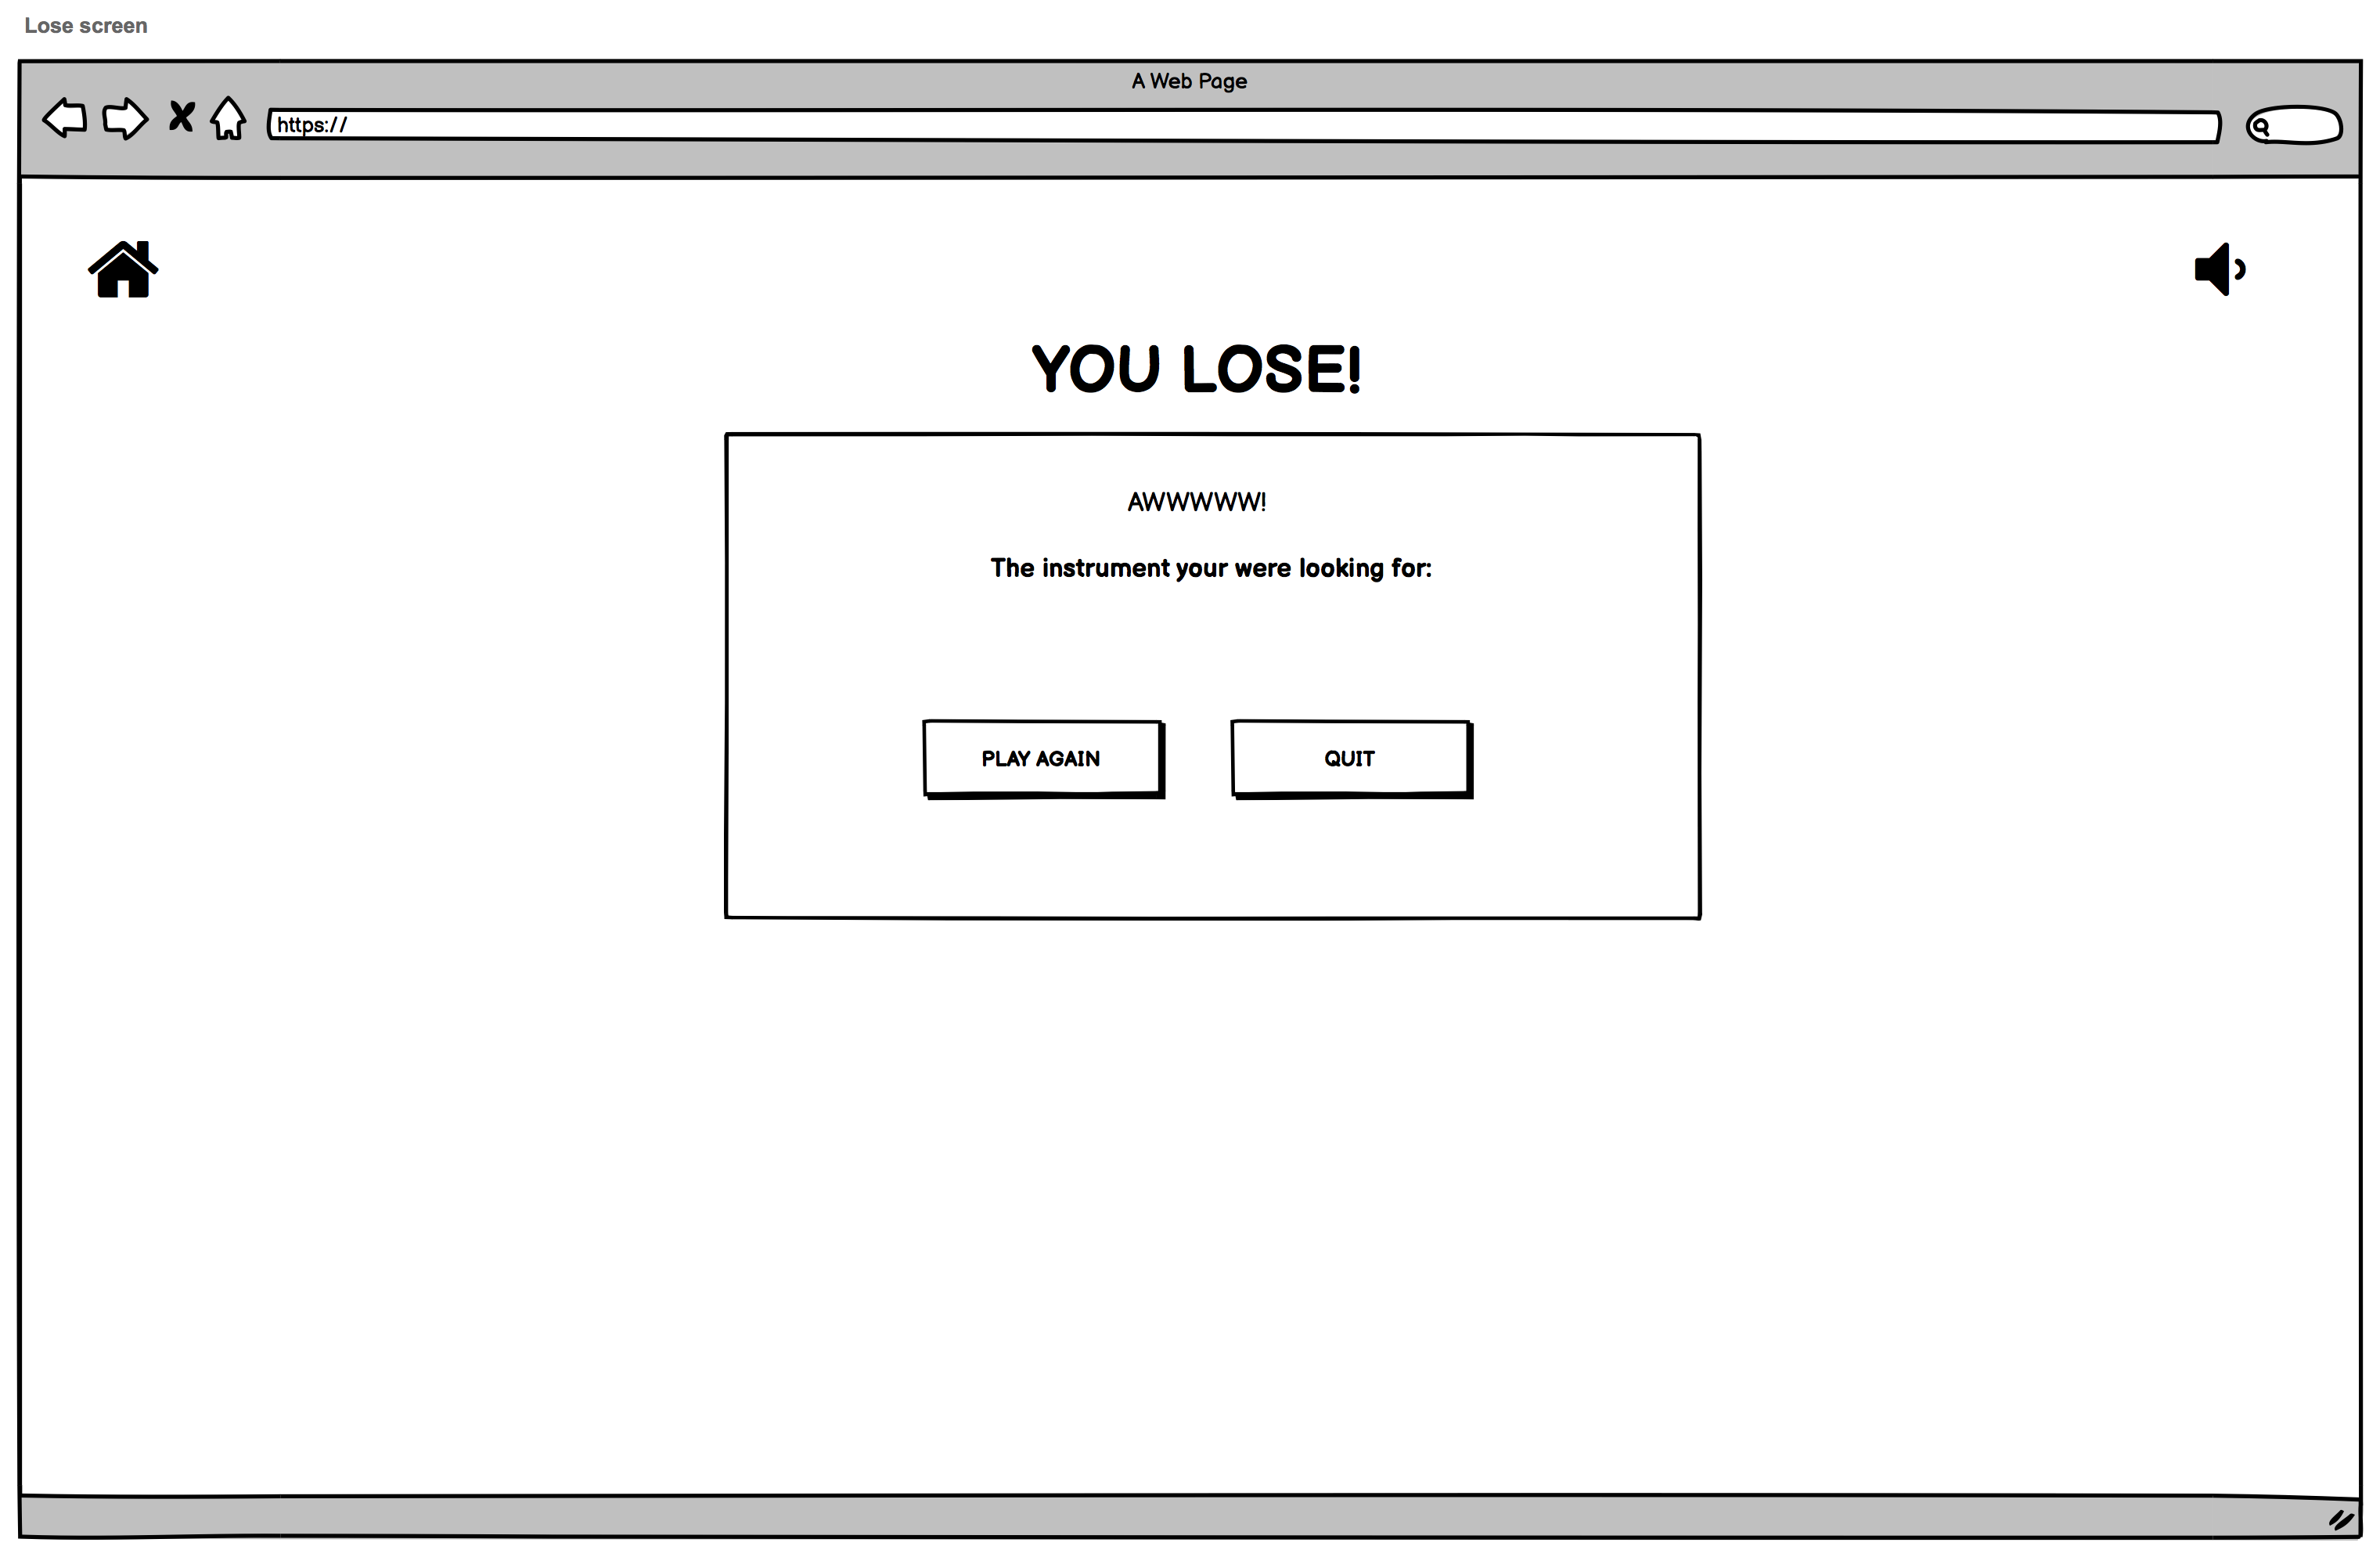 Lose screen
A Web Page
https://
YOU LOSE!
AWWWWW!
The instrument your were looking for:
PLAY AGAIN
QUIT